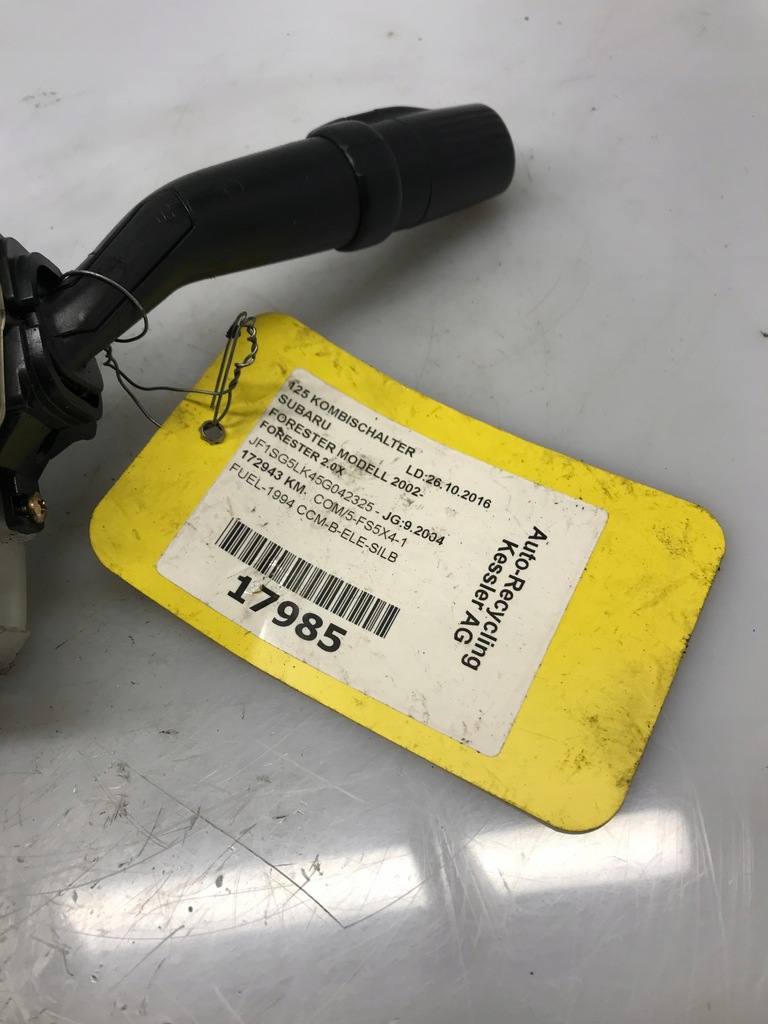 125 KOMBISCHALTER
SUBARU LD:26.10.2016
FORESTER MODELL 2002-
FORESTER 2.0X
JF1SG5LK45G042325 - JG:9.2004
172943 KM. COM/5-FS5X4-1
FUEL-1994 CCM-B-ELE-SILB
17985
Auto-Recycling
Kessler AG